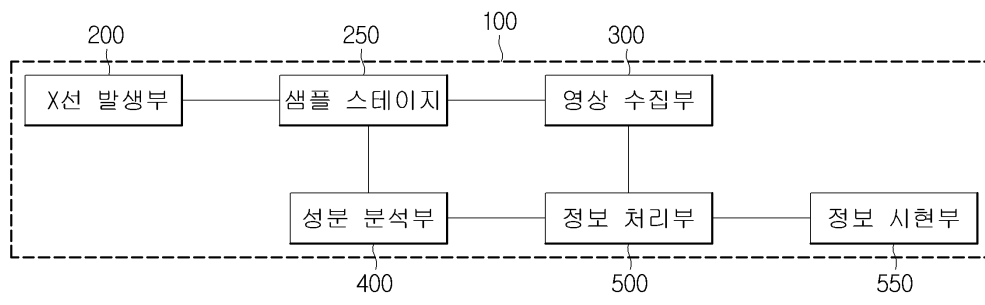 200 250 100 300
X선 발생부 샘플 스테이지 영상 수집부
성분 분석부 정보 처리부 정보 시현부
400 500 550